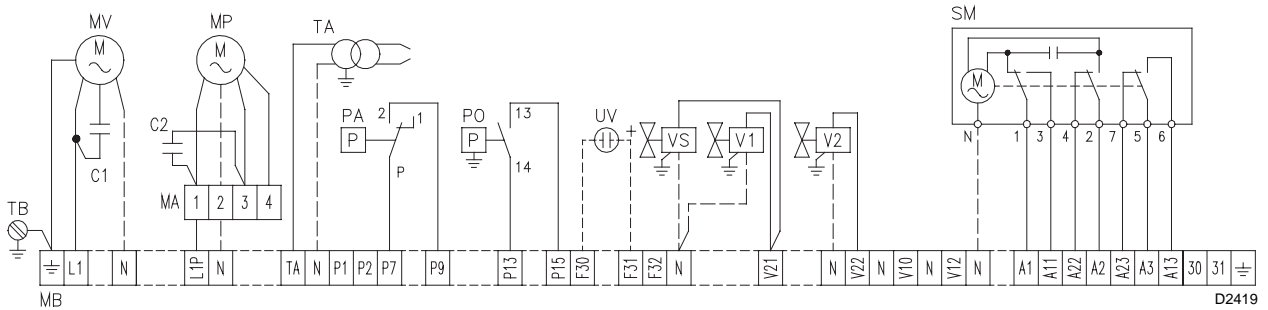 MV MP TA SM
M M M
PA 2 1 PO 13 UV +
P P VS V1 V2
C2 P 14
C1
N 1 3 4 2 7 5 6
MA 1 2 3 4
TB
L1 N L1P N TA N P1 P2 P7 P9 P13 P15 F30 F31 F32 N V21 N V22 N V10 N V12 N A1 A11 A22 A2 A23 A3 A13 30 31
MB D2419